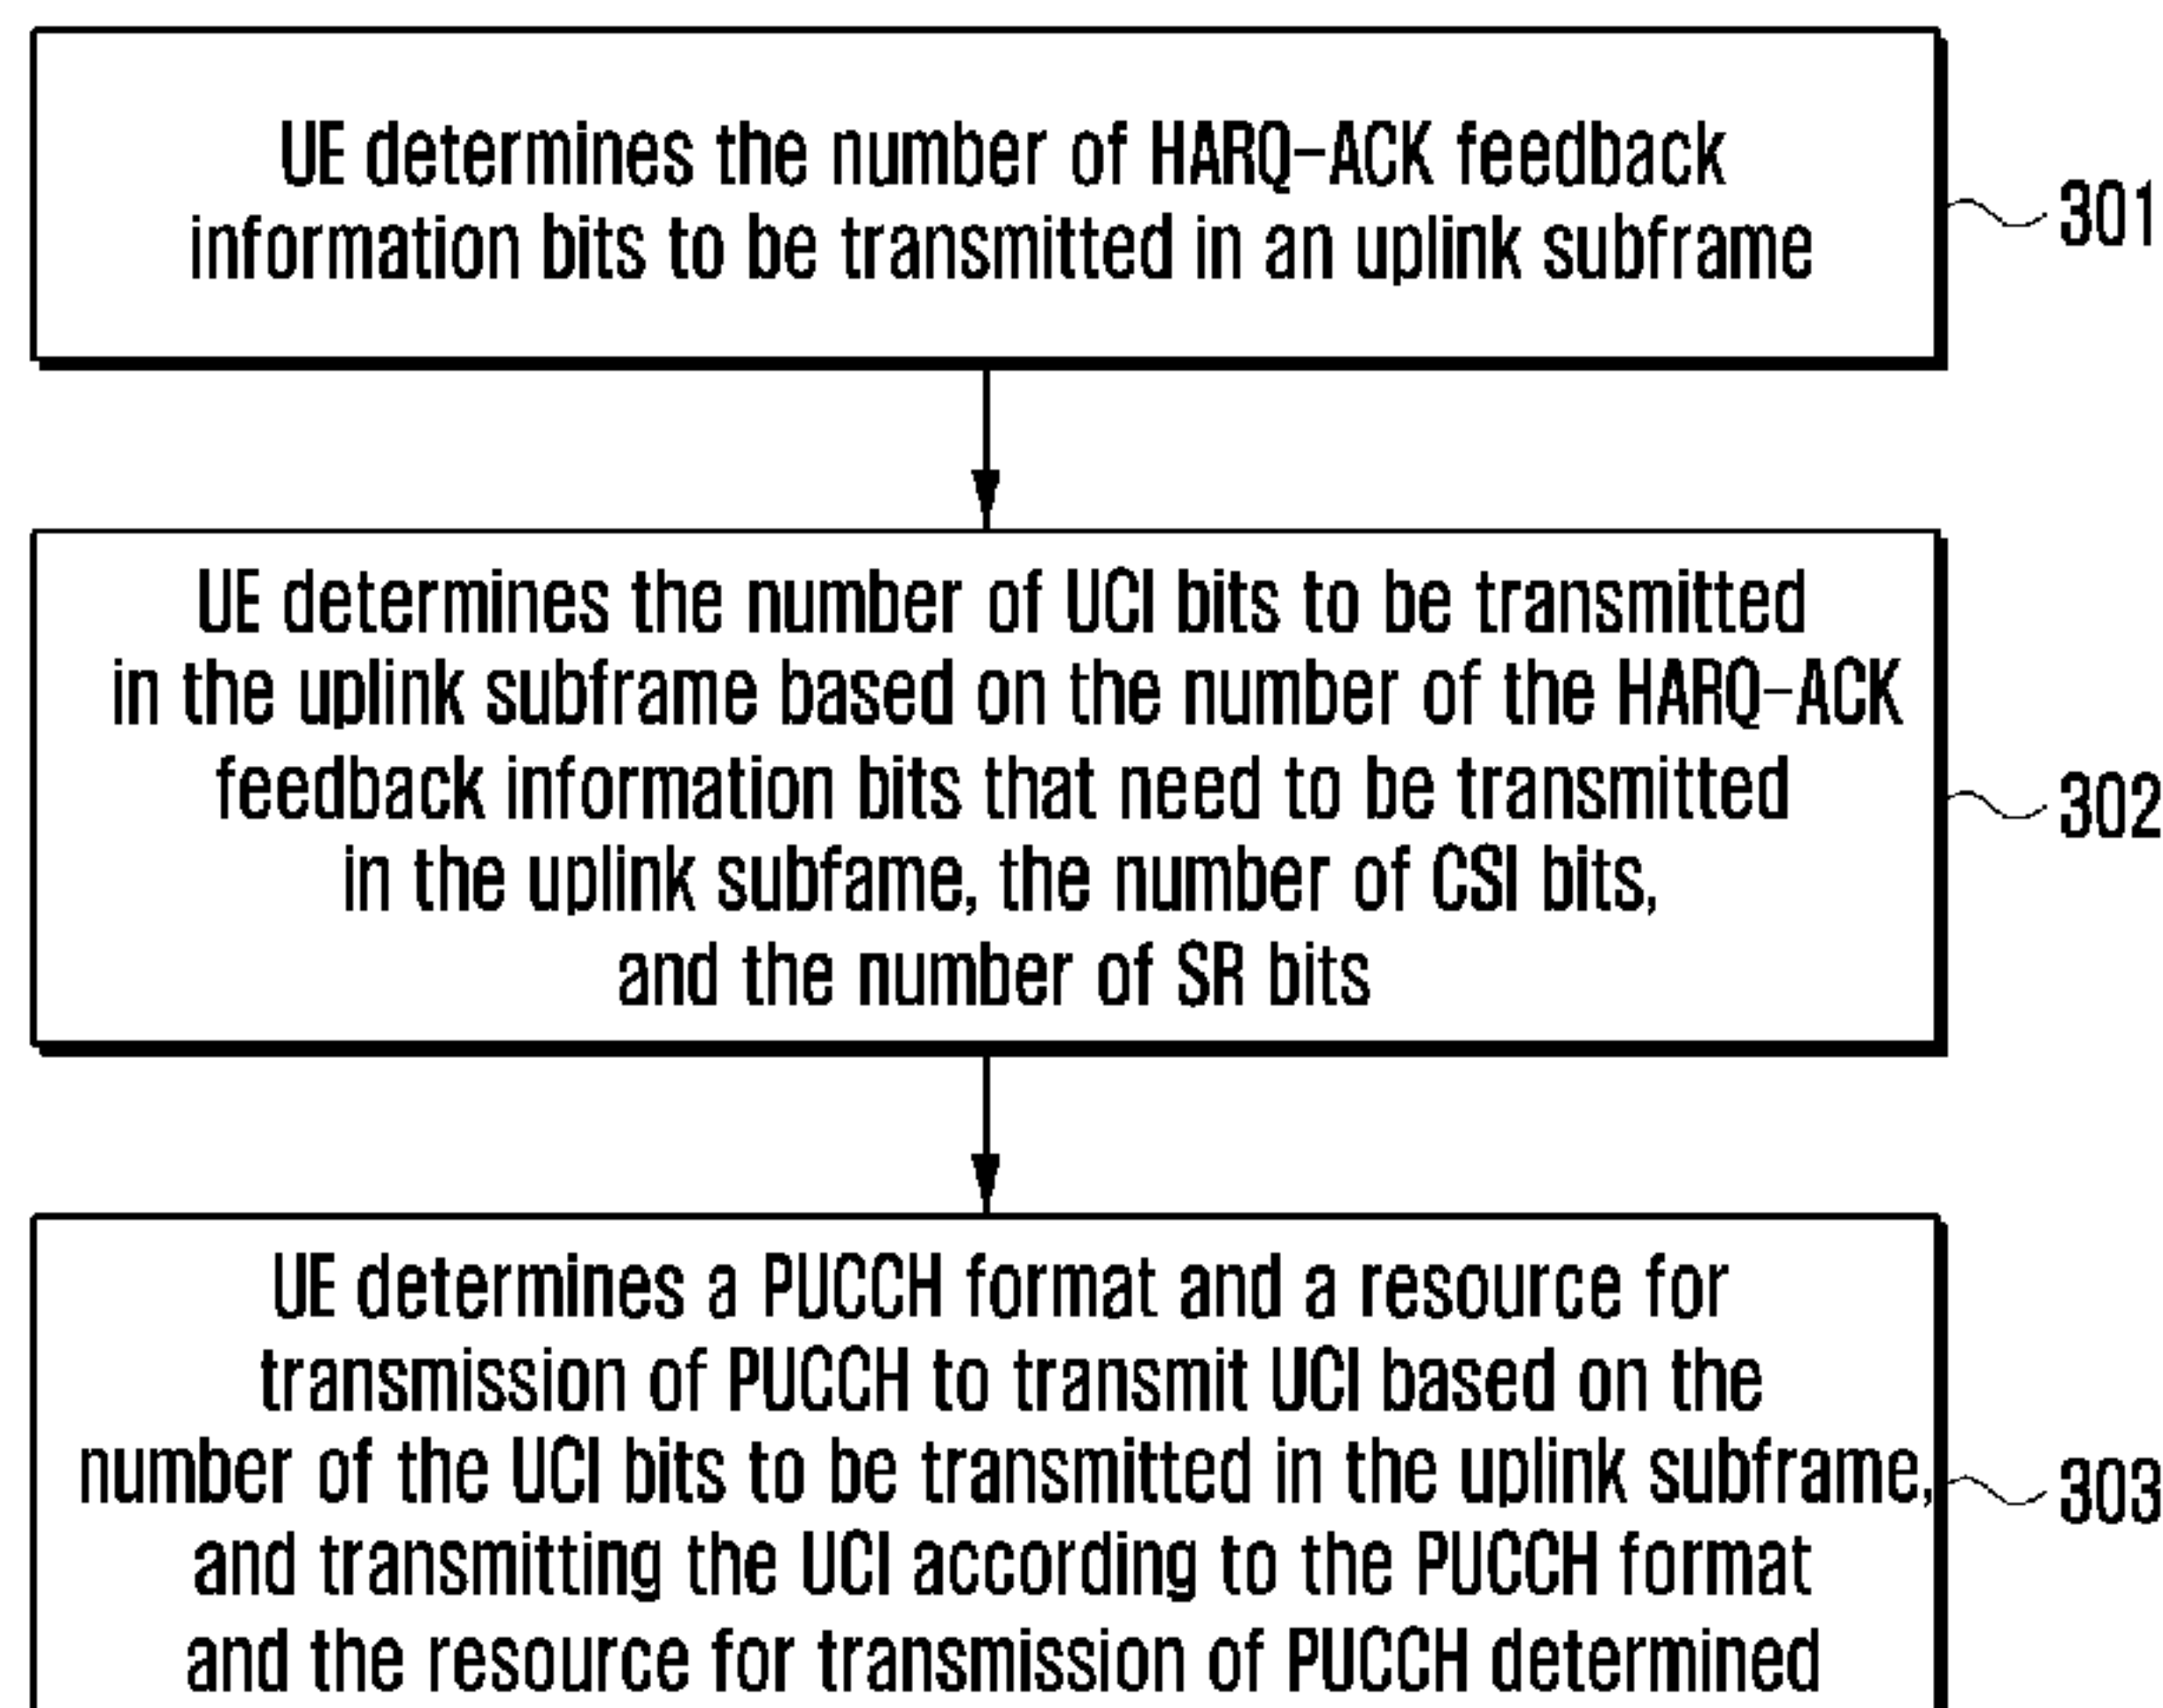 UE determines the number of HARQ-ACK feedback
information bits to be transmitted in an uplink subframe
301
UE determines the number of UCI bits to be transmitted
in the uplink subframe based on the number of the HARQ-ACK
feedback information bits that need to be transmitted
in the uplink subfame, the number of CSI bits,
and the number of SR bits
302
UE determines a PUCCH format and a resource for
transmission of PUCCH to transmit UCI based on the
number of the UCI bits to be transmitted in the uplink subframe,
and transmitting the UCI according to the PUCCH format
and the resource for transmission of PUCCH determined
303